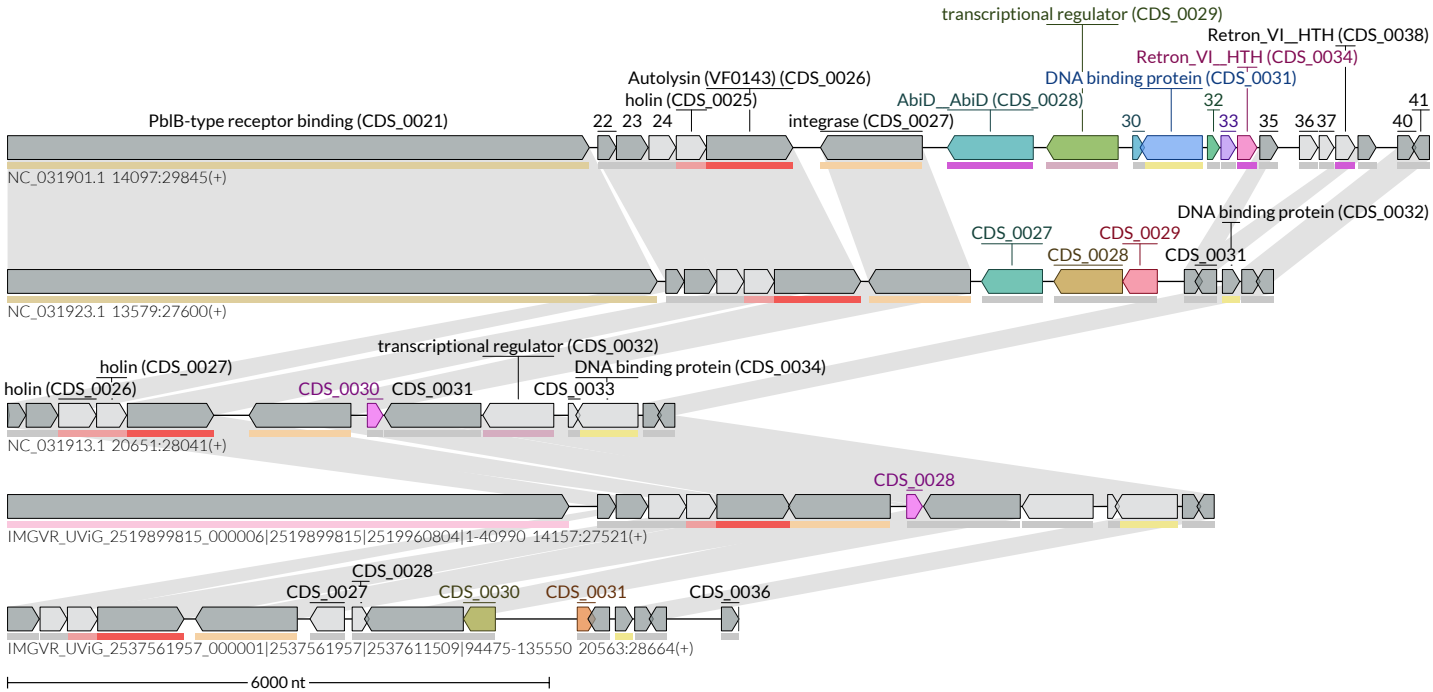 transcriptional regulator (CDS_0029)
Retron_VI__HTH (CDS_0038)
Retron_VI__HTH (CDS_0034)
Autolysin (VF0143) (CDS_0026)
DNA binding protein (CDS_0031)
holin (CDS_0025)
AbiD__AbiD (CDS_0028)
32
41
PblB-type receptor binding (CDS_0021)
22
23
24
integrase (CDS_0027)
30
33
35
36
37
40
NC_031901.1 14097:29845(+)
DNA binding protein (CDS_0032)
CDS_0027
CDS_0029
CDS_0028
CDS_0031
NC_031923.1 13579:27600(+)
transcriptional regulator (CDS_0032)
holin (CDS_0027)
DNA binding protein (CDS_0034)
holin (CDS_0026)
CDS_0030
CDS_0031
CDS_0033
NC_031913.1 20651:28041(+)
CDS_0028
IMGVR_UViG_2519899815_000006|2519899815|2519960804|1-40990 14157:27521(+)
CDS_0028
CDS_0027
CDS_0030
CDS_0031
CDS_0036
IMGVR_UViG_2537561957_000001|2537561957|2537611509|94475-135550 20563:28664(+)
6000 nt